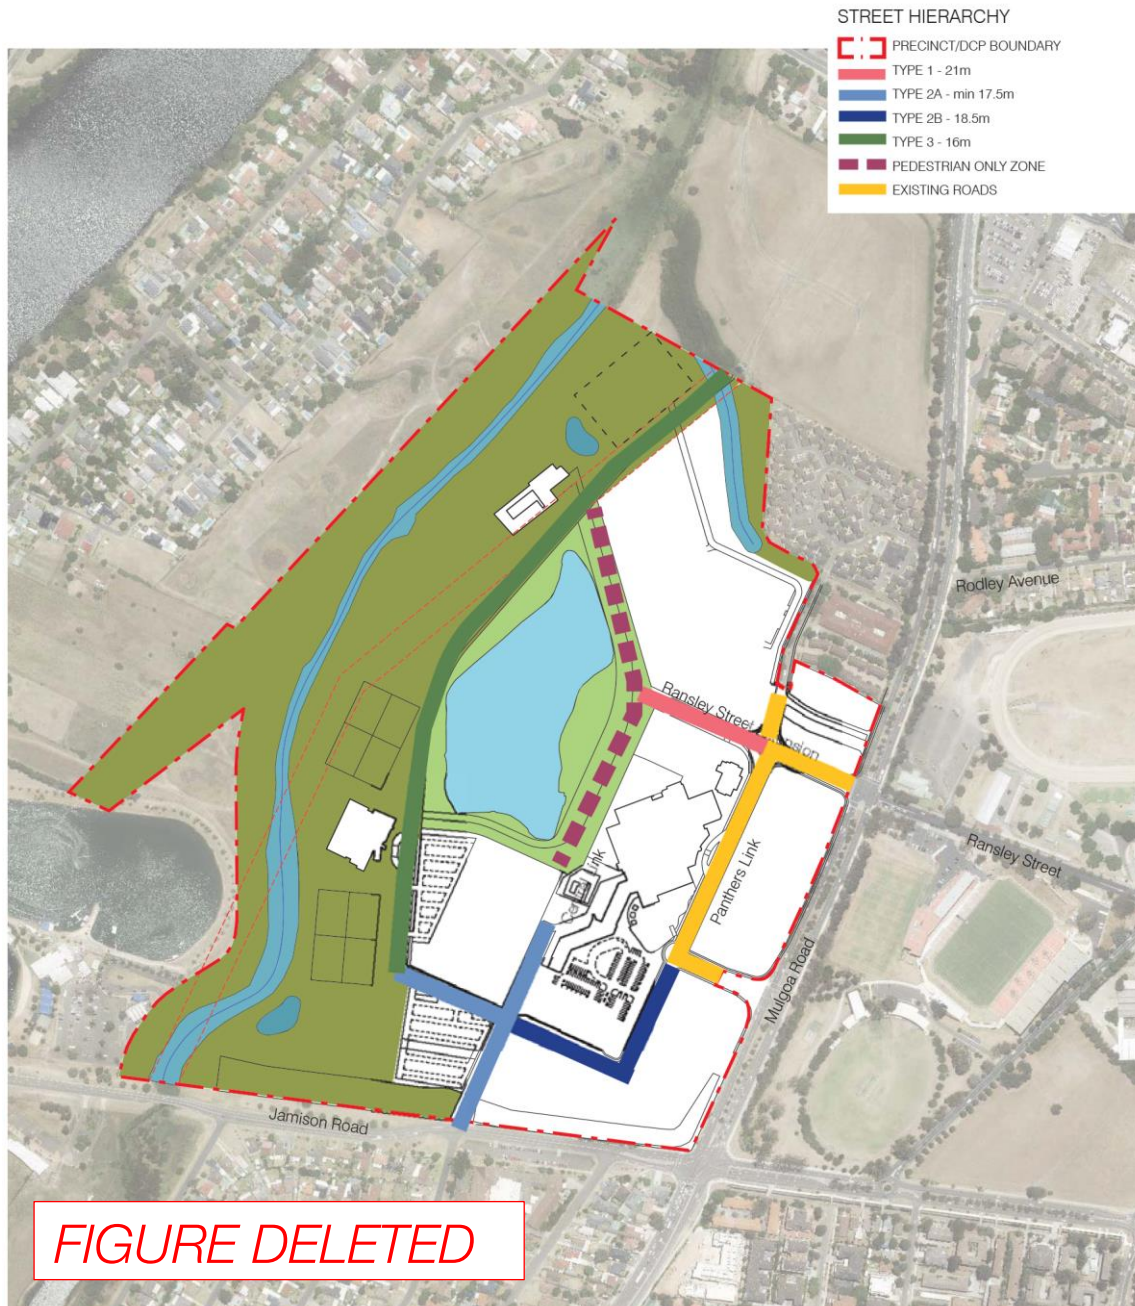 STREET HIERARCHY
PRECINCT/DCP BOUNDARY
TYPE 1 - 21m
TYPE 2A - min 17.5m
TYPE 2B - 18.5m
TYPE 3 - 16m
PEDESTRIAN ONLY ZONE
EXISTING ROADS
Rodley Avenue
Ransley Street
nsion
Ransley Street
Panthers Link
Link
Mulgoa Road
Jamison Road
FIGURE DELETED